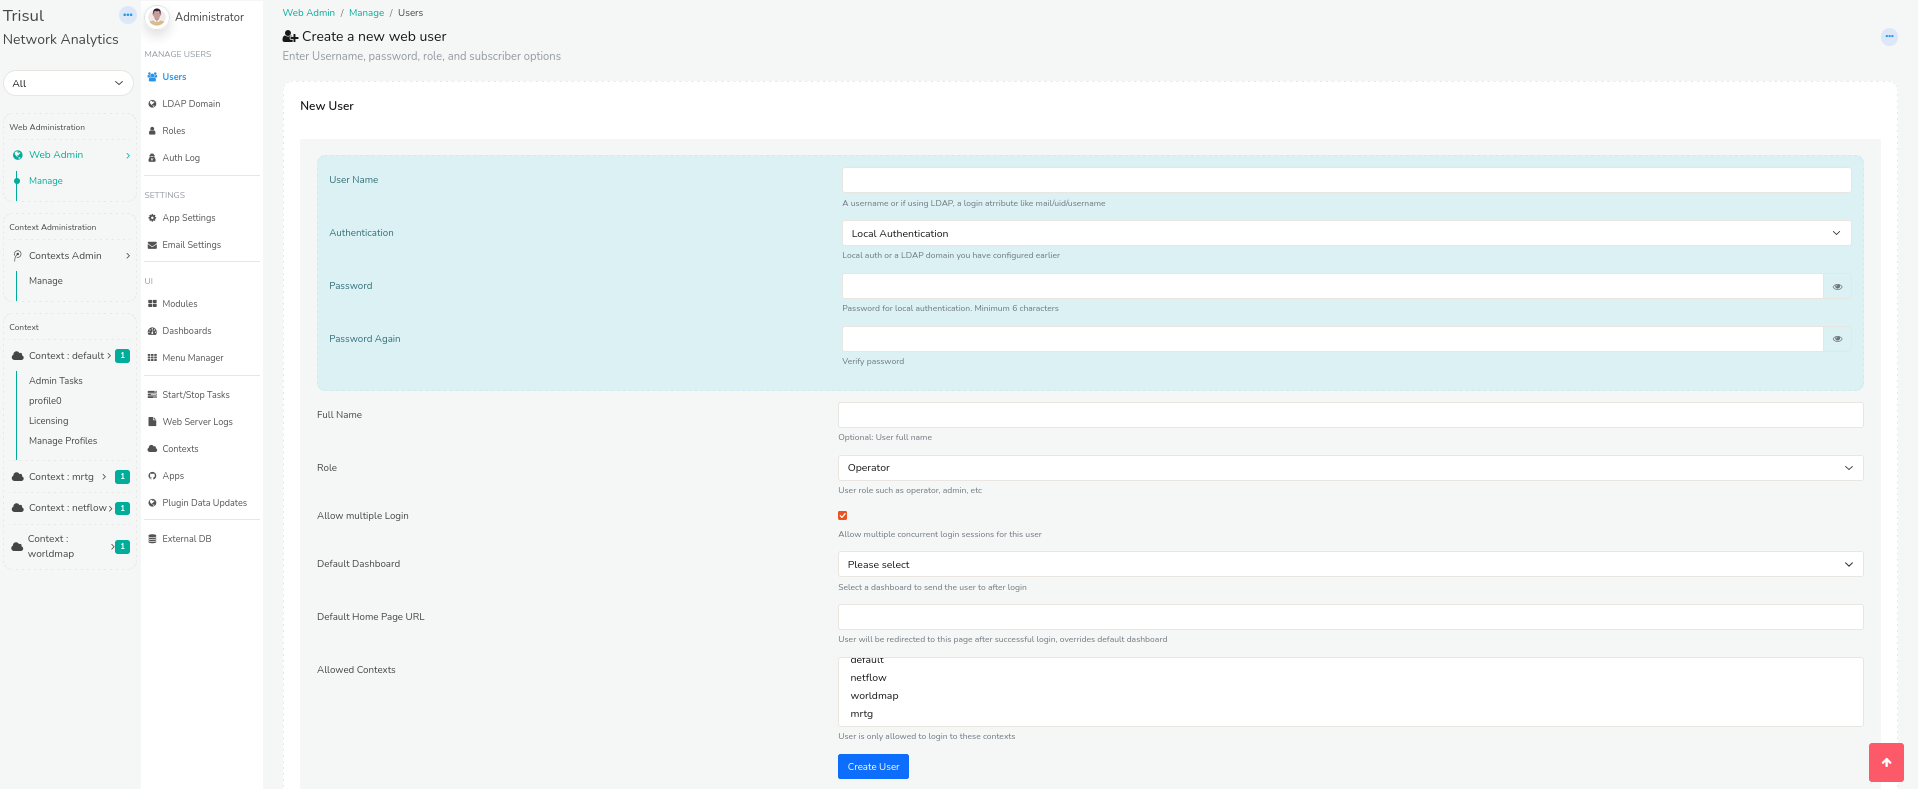 Trisul
Network Analytics
All
Web Administration
Web Admin
Manage
Context Administration
Contexts Admin
Manage
Context
Context : default
1
Admin Tasks
profile0
Licensing
Manage Profiles
Context : mrtg
1
Context : netflow
1
Context :
worldmap
1
Administrator
MANAGE USERS
Users
LDAP Domain
Roles
Auth Log
SETTINGS
App Settings
Email Settings
UI
Modules
Dashboards
Menu Manager
Start/Stop Tasks
Web Server Logs
Contexts
Apps
Plugin Data Updates
External DB
Web Admin / Manage / Users
Create a new web user
Enter Username, password, role, and subscriber options
New User
User Name
A username or if using LDAP, a login atrribute like mail/uid/username
Authentication
Local Authentication
Local auth or a LDAP domain you have configured earlier
Password
Password for local authentication. Minimum 6 characters
Password Again
Verify password
Full Name
Optional: User full name
Role
Operator
User role such as operator, admin, etc
Allow multiple Login
Allow multiple concurrent login sessions for this user
Default Dashboard
Please select
Select a dashboard to send the user to after login
Default Home Page URL
User will be redirected to this page after successful login, overrides default dashboard
Allowed Contexts
default
netflow
worldmap
mrtg
User is only allowed to login to these contexts
Create User